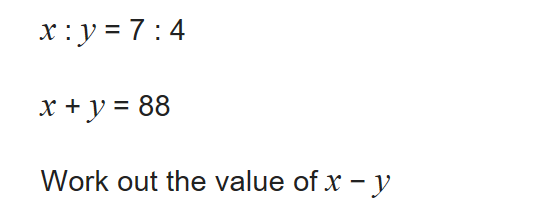 x : y = 7 : 4
x + y = 88
Work out the value of x − y